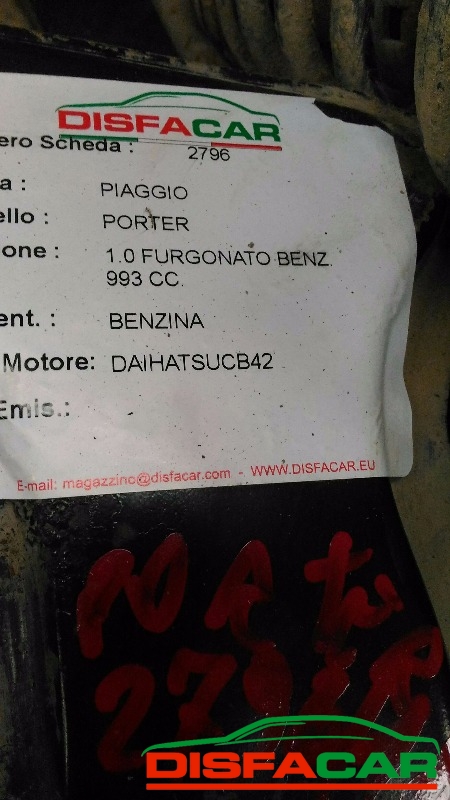 DISFACAR
ero Scheda : 2796
a : PIAGGIO
ello : PORTER
one : 1.0 FURGONATO BENZ.
993 CC.
ent. : BENZINA
Motore: DAIHATSUCB42
Emis.:
E-mail: magazzino@disfacar.com - WWW.DISFACAR.EU
DISFACAR